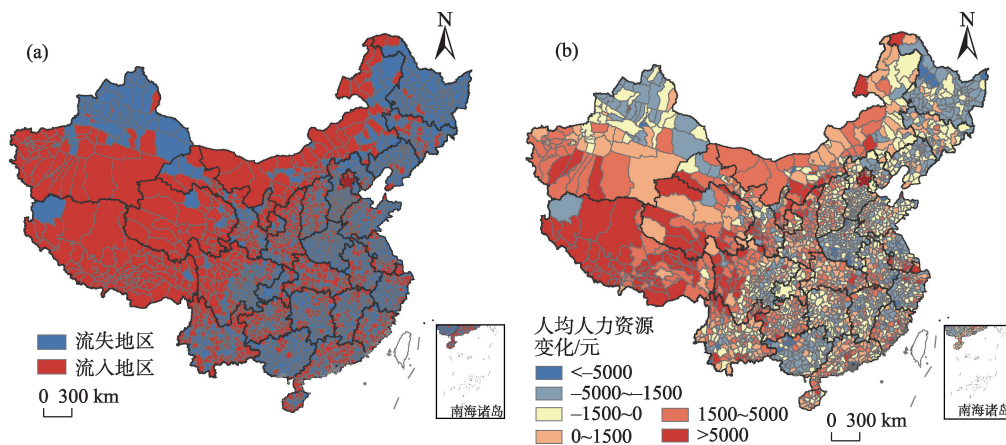 (a)
N
流失地区
流入地区
0 300 km
南海诸岛
(b)
N
人均人力资源
变化/元
<–5000
–5000~–1500
–1500~0
0~1500
1500~5000
>5000
0 300 km
南海诸岛